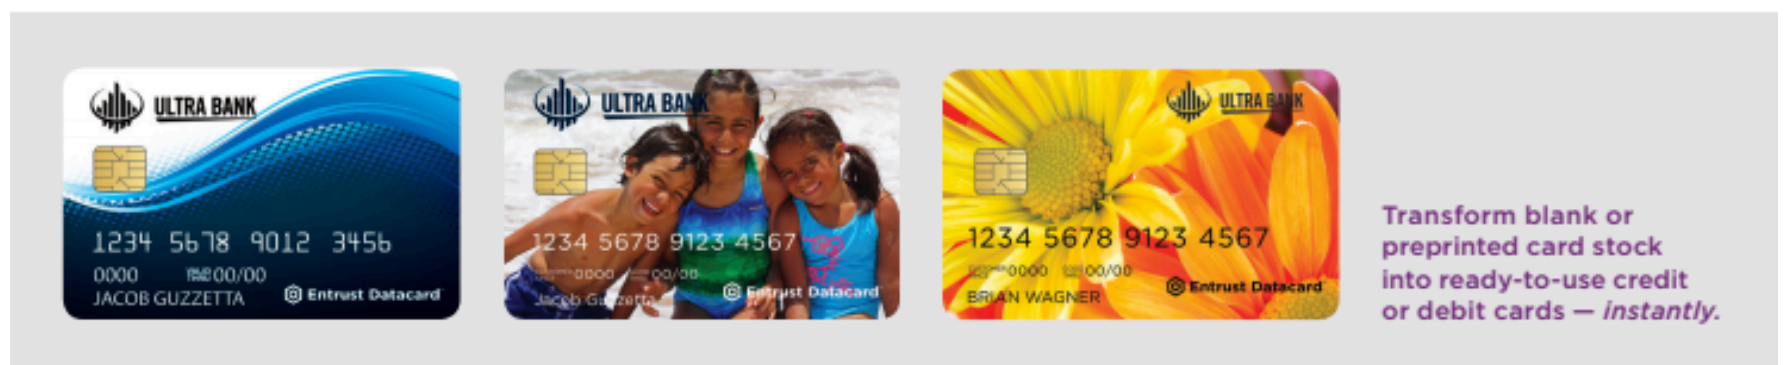 ULTRA BANK
1234 5678 9012 3456
0000 00/00
JACOB GUZZETTA
Entrust Datacard
ULTRA BANK
1234 5678 9123 4567
0000 00/00
Jacob Guzzetta
Entrust Datacard
ULTRA BANK
1234 5678 9123 4567
0000 00/00
BRIAN WAGNER
Entrust Datacard
Transform blank or
preprinted card stock
into ready-to-use credit
or debit cards — instantly.